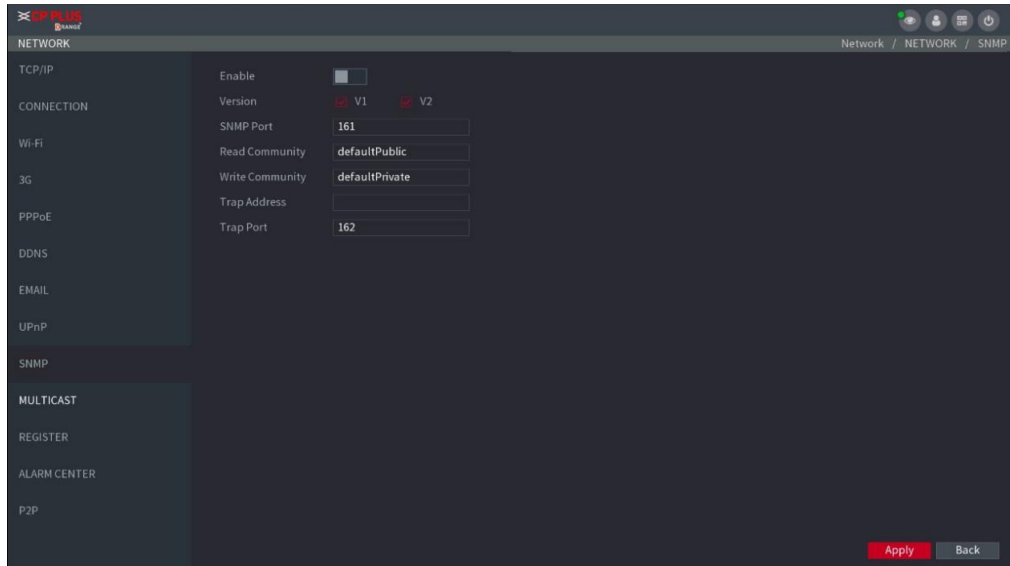 CP PLUS
ORANGE
NETWORK
Network / NETWORK / SNMP
TCP/IP
CONNECTION
Wi-Fi
3G
PPPoE
DDNS
EMAIL
UPnP
SNMP
MULTICAST
REGISTER
ALARM CENTER
P2P
Enable
Version V1 V2
SNMP Port 161
Read Community defaultPublic
Write Community defaultPrivate
Trap Address
Trap Port 162
Apply Back